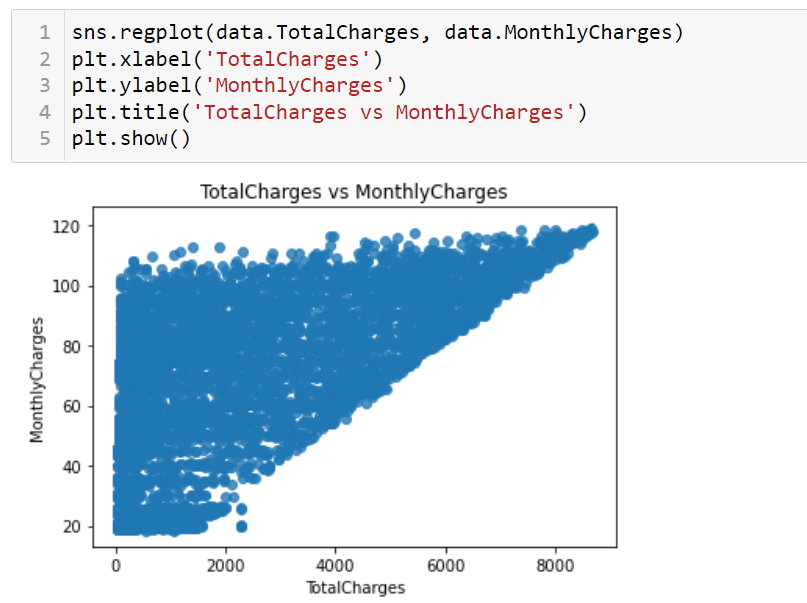 1 sns.regplot(data.TotalCharges, data.MonthlyCharges)
2 plt.xlabel('TotalCharges')
3 plt.ylabel('MonthlyCharges')
4 plt.title('TotalCharges vs MonthlyCharges')
5 plt.show()
TotalCharges vs MonthlyCharges
120
100
80
60
40
20
MonthlyCharges
0 2000 4000 6000 8000
TotalCharges